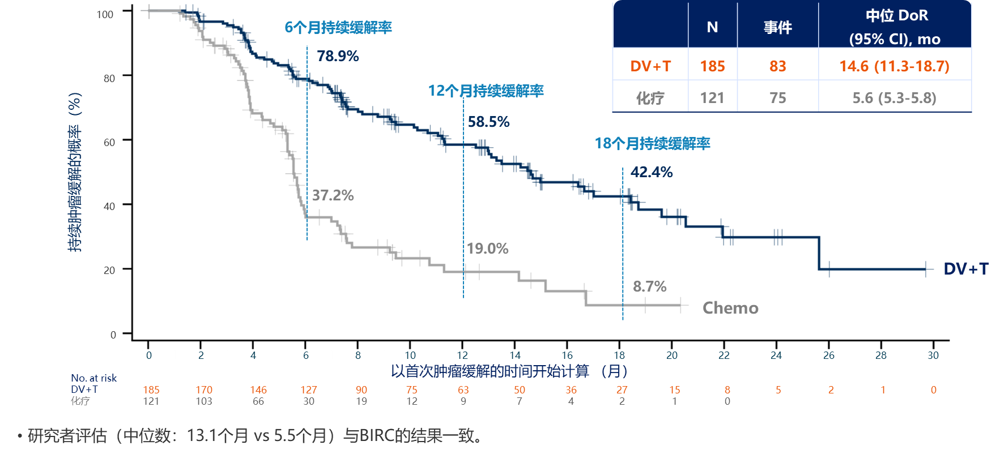 N 事件 中位 DoR
(95% CI), mo
DV+T 185 83 14.6 (11.3-18.7)
化疗 121 75 5.6 (5.3-5.8)
持续肿瘤缓解的概率（%）
100
80
60
40
20
0
6个月持续缓解率
78.9%
37.2%
12个月持续缓解率
58.5%
19.0%
18个月持续缓解率
42.4%
8.7%
DV+T
Chemo
0 2 4 6 8 10 12 14 16 18 20 22 24 26 28 30
以首次肿瘤缓解的时间开始计算 （月）
No. at risk
DV+T 185 170 146 127 90 75 63 50 36 27 15 8 5 2 1 0
化疗 121 103 66 30 19 12 9 7 4 2 1 0
• 研究者评估（中位数：13.1个月 vs 5.5个月）与BIRC的结果一致。